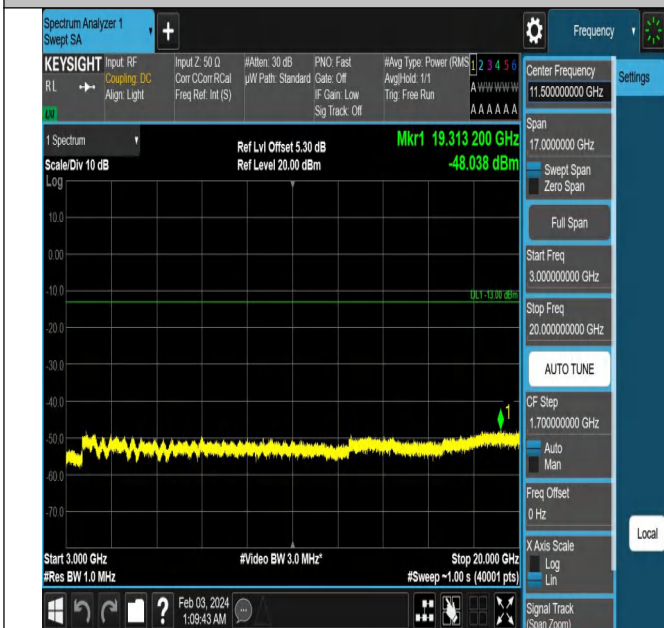 Spectrum Analyzer 1
Swept SA
+
Frequency
KEYSIGHT
RL
Input: RF
Coupling: DC
Align: Light
Input Z: 50 Ω
Corr CCorr RCal
Freq Ref: Int (S)
#Atten: 30 dB
µW Path: Standard
PNO: Fast
Gate: Off
IF Gain: Low
Sig Track: Off
#Avg Type: Power (RMS
Avg|Hold: 1/1
Trig: Free Run
1 2 3 4 5 6
A W W W W W
A A A A A A
1 Spectrum
Scale/Div 10 dB
Log
Ref Lvl Offset 5.30 dB
Ref Level 20.00 dBm
Mkr1 19.313 200 GHz
-48.038 dBm
10.0
0.00
-10.0
DL1 -13.00 dBm
-20.0
-30.0
-40.0
1
-50.0
-60.0
-70.0
Start 3.000 GHz
#Res BW 1.0 MHz
#Video BW 3.0 MHz*
Stop 20.000 GHz
#Sweep ~1.00 s (40001 pts)
?
Feb 03, 2024
1:09:43 AM
Center Frequency
11.500000000 GHz
Settings
Span
17.0000000 GHz
Swept Span
Zero Span
Full Span
Start Freq
3.000000000 GHz
Stop Freq
20.000000000 GHz
AUTO TUNE
CF Step
1.700000000 GHz
Auto
Man
Freq Offset
0 Hz
X Axis Scale
Log
Lin
Local
Signal Track
(Span Zoom)